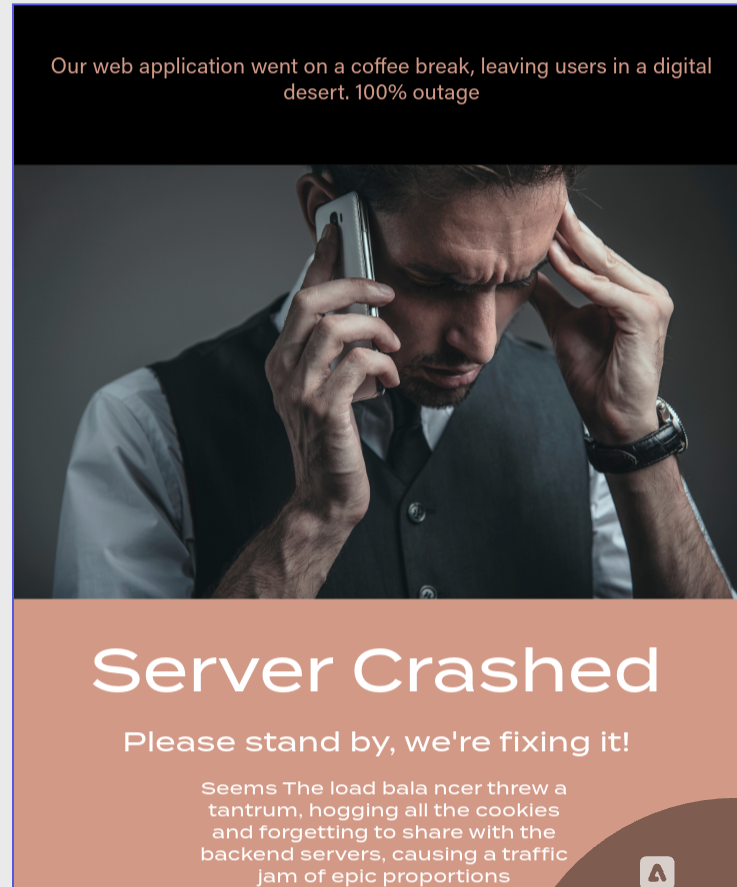 Our web application went on a coffee break, leaving users in a digital
desert. 100% outage
Server Crashed
Please stand by, we're fixing it!
Seems The load bala ncer threw a
tantrum, hogging all the cookies
and forgetting to share with the
backend servers, causing a traffic
jam of epic proportions